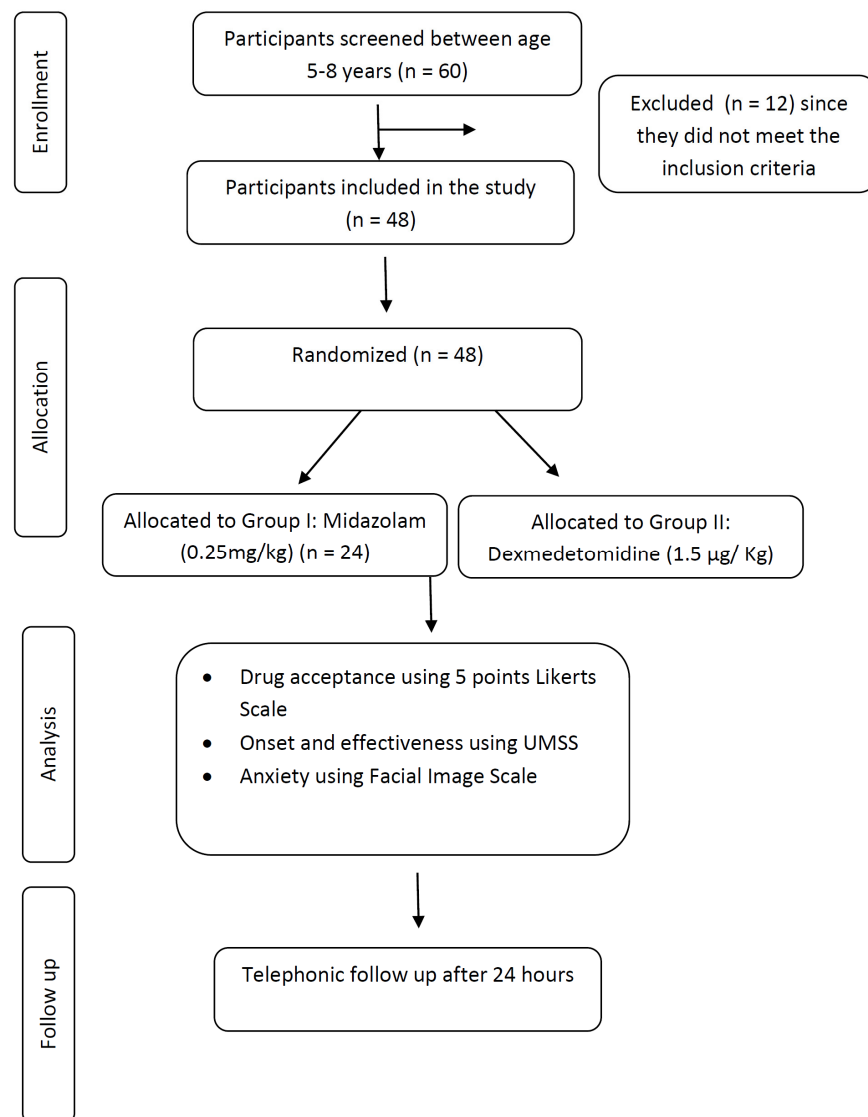 Enrollment
Participants screened between age
5-8 years (n = 60)
Excluded (n = 12) since
they did not meet the
inclusion criteria
Participants included in the study
(n = 48)
Allocation
Randomized (n = 48)
Allocated to Group I: Midazolam
(0.25mg/kg) (n = 24)
Allocated to Group II:
Dexmedetomidine (1.5 µg/ Kg)
Analysis
• Drug acceptance using 5 points Likerts
Scale
• Onset and effectiveness using UMSS
• Anxiety using Facial Image Scale
Follow up
Telephonic follow up after 24 hours